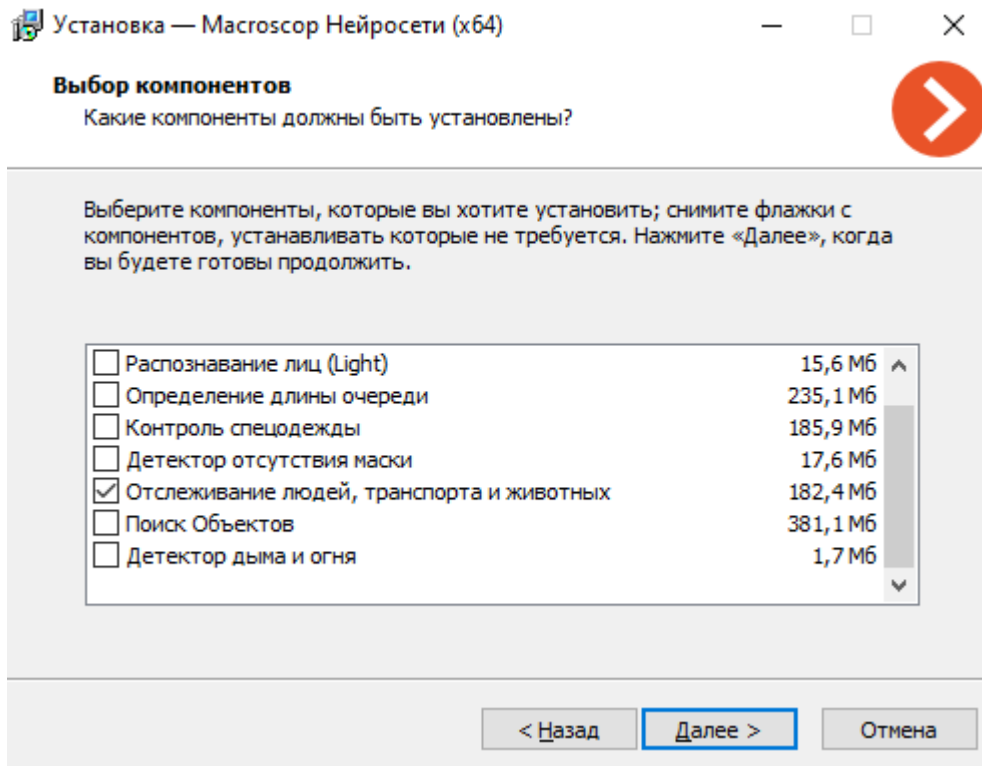 Установка — Macroscop Нейросети (x64)
Выбор компонентов
Какие компоненты должны быть установлены?
Выберите компоненты, которые вы хотите установить; снимите флажки с
компонентов, устанавливать которые не требуется. Нажмите «Далее», когда
вы будете готовы продолжить.
Распознавание лиц (Light) 15,6 Мб
Определение длины очереди 235,1 Мб
Контроль спецодежды 185,9 Мб
Детектор отсутствия маски 17,6 Мб
Отслеживание людей, транспорта и животных 182,4 Мб
Поиск Объектов 381,1 Мб
Детектор дыма и огня 1,7 Мб
< Назад Далее > Отмена